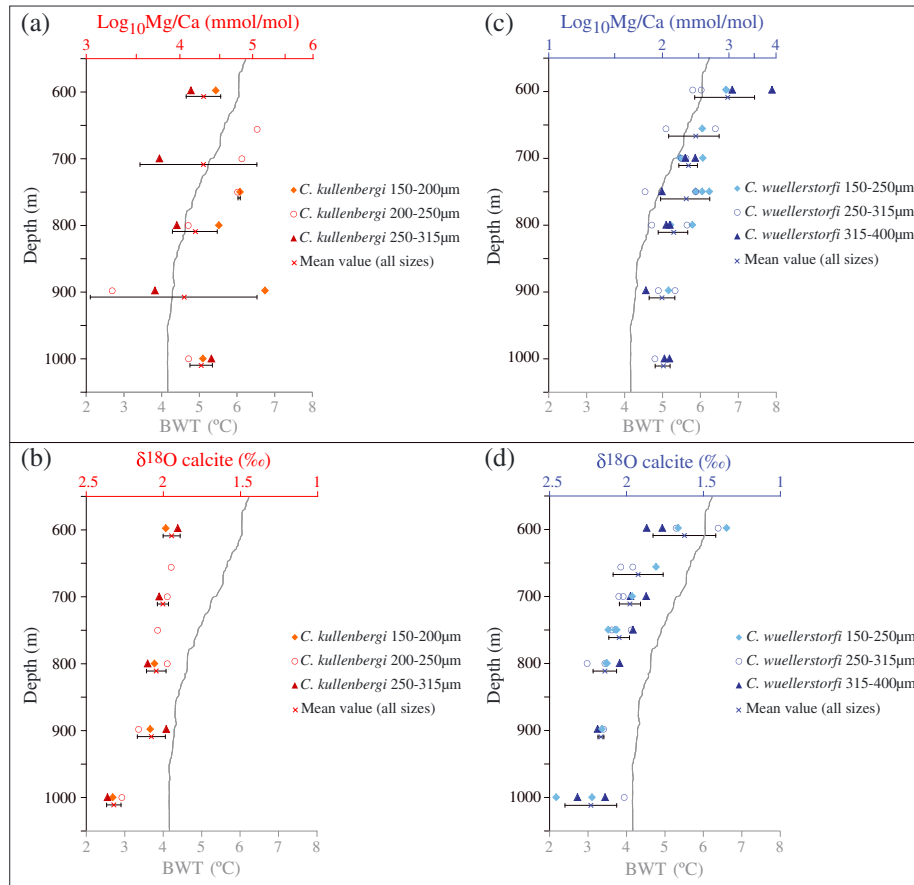 (a)
Log10Mg/Ca (mmol/mol)
3 4 5 6
600
700
800
900
1000
Depth (m)
C. kullenbergi 150-200µm
C. kullenbergi 200-250µm
C. kullenbergi 250-315µm
Mean value (all sizes)
2 3 4 5 6 7 8
BWT (ºC)
(c)
Log10Mg/Ca (mmol/mol)
1 2 3 4
600
700
800
900
1000
Depth (m)
C. wuellerstorfi 150-250µm
C. wuellerstorfi 250-315µm
C. wuellerstorfi 315-400µm
Mean value (all sizes)
2 3 4 5 6 7 8
BWT (ºC)
(b)
δ18O calcite (‰)
2.5 2 1.5 1
600
700
800
900
1000
Depth (m)
C. kullenbergi 150-200µm
C. kullenbergi 200-250µm
C. kullenbergi 250-315µm
Mean value (all sizes)
2 3 4 5 6 7 8
BWT (ºC)
(d)
δ18O calcite (‰)
2.5 2 1.5 1
600
700
800
900
1000
Depth (m)
C. wuellerstorfi 150-250µm
C. wuellerstorfi 250-315µm
C. wuellerstorfi 315-400µm
Mean value (all sizes)
2 3 4 5 6 7 8
BWT (ºC)